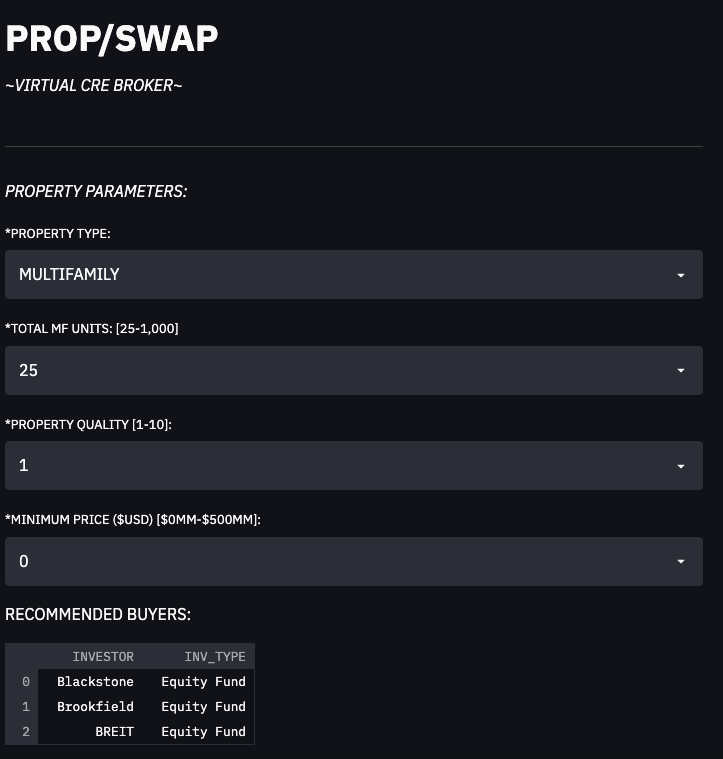 PROP/SWAP
~VIRTUAL CRE BROKER~
PROPERTY PARAMETERS:
*PROPERTY TYPE:
MULTIFAMILY
*TOTAL MF UNITS: [25-1,000]
25
*PROPERTY QUALITY [1-10]:
1
*MINIMUM PRICE ($USD) [$0MM-$500MM]:
0
RECOMMENDED BUYERS:
INVESTOR INV_TYPE
0 Blackstone Equity Fund
1 Brookfield Equity Fund
2 BREIT Equity Fund